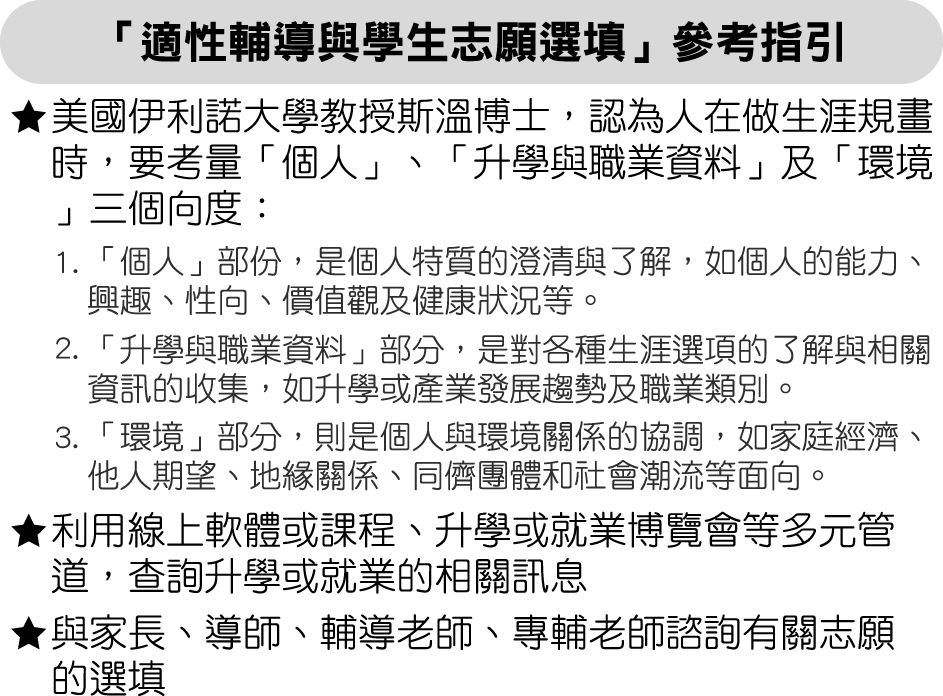 「適性輔導與學生志願選填」參考指引
★美國伊利諾大學教授斯溫博士，認為人在做生涯規畫
時，要考量「個人」、「升學與職業資料」及「環境
」三個向度：
1.「個人」部份，是個人特質的澄清與了解，如個人的能力、
興趣、性向、價值觀及健康狀況等。
2.「升學與職業資料」部分，是對各種生涯選項的了解與相關
資訊的收集，如升學或產業發展趨勢及職業類別。
3.「環境」部分，則是個人與環境關係的協調，如家庭經濟、
他人期望、地緣關係、同儕團體和社會潮流等面向。
★利用線上軟體或課程、升學或就業博覽會等多元管
道，查詢升學或就業的相關訊息
★與家長、導師、輔導老師、專輔老師諮詢有關志願
的選填